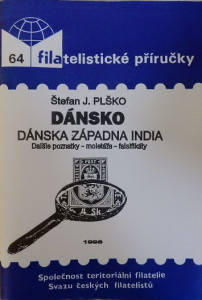 64 filatelistické příručky
Štefan J. PLŠKO
DÁNSKO
DÁNSKA ZÁPADNA INDIA
Ďalšie poznatky - moletáže - falsifikáty
1998
Společnost teritoriální filatelie
Svazu českých filatelistů